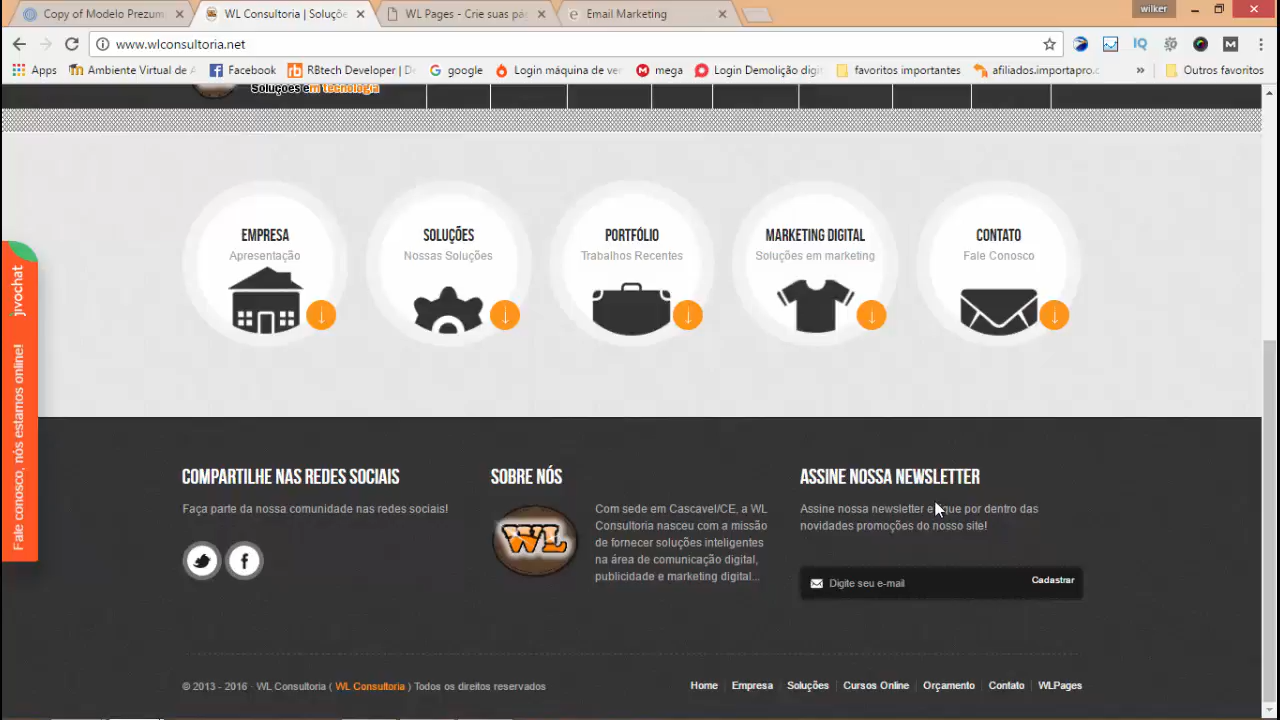 Copy of Modelo Prezum
WL Consultoria | Soluçõe
WL Pages - Crie suas pá
Email Marketing
wilker
www.wlconsultoria.net
Apps
Ambiente Virtual de A
Facebook
RBtech Developer | De
google
Login máquina de ver
mega
Login Demolição digit
favoritos importantes
afiliados.importapro.c
»
Outros favoritos
Soluções em tecnologia
EMPRESA
Apresentação
SOLUÇÕES
Nossas Soluções
PORTFÓLIO
Trabalhos Recentes
MARKETING DIGITAL
Soluções em marketing
CONTATO
Fale Conosco
jivochat
Fale conosco, nós estamos online!
COMPARTILHE NAS REDES SOCIAIS
Faça parte da nossa comunidade nas redes sociais!
SOBRE NÓS
WL
Com sede em Cascavel/CE, a WL
Consultoria nasceu com a missão
de fornecer soluções inteligentes
na área de comunicação digital,
publicidade e marketing digital...
ASSINE NOSSA NEWSLETTER
Assine nossa newsletter e que por dentro das
novidades promoções do nosso site!
Digite seu e-mail
Cadastrar
© 2013 - 2016 · WL Consultoria ( WL Consultoria ) Todos os direitos reservados
Home
Empresa
Soluções
Cursos Online
Orçamento
Contato
WLPages